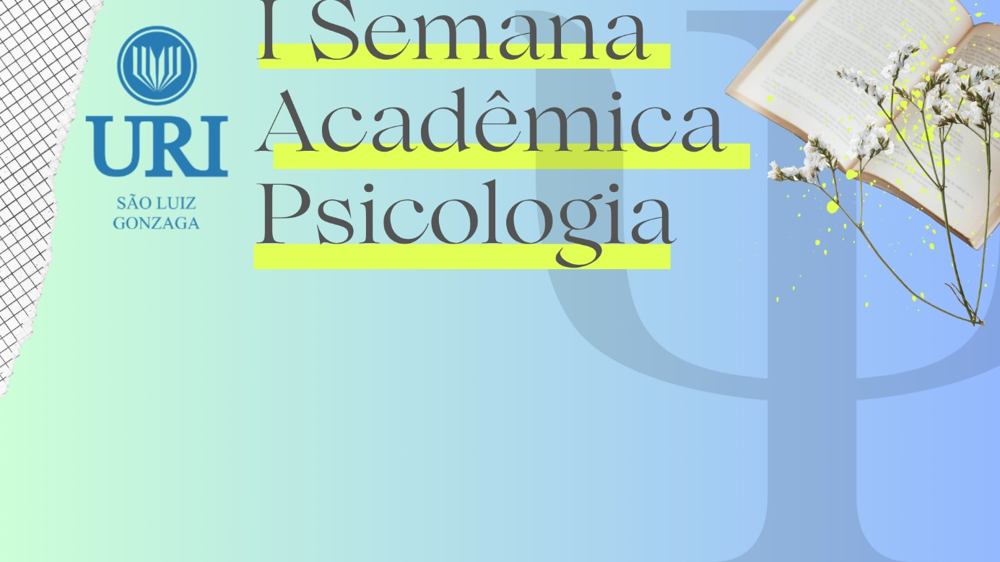 URI
SÃO LUIZ
GONZAGA
I Semana
Acadêmica
Psicologia